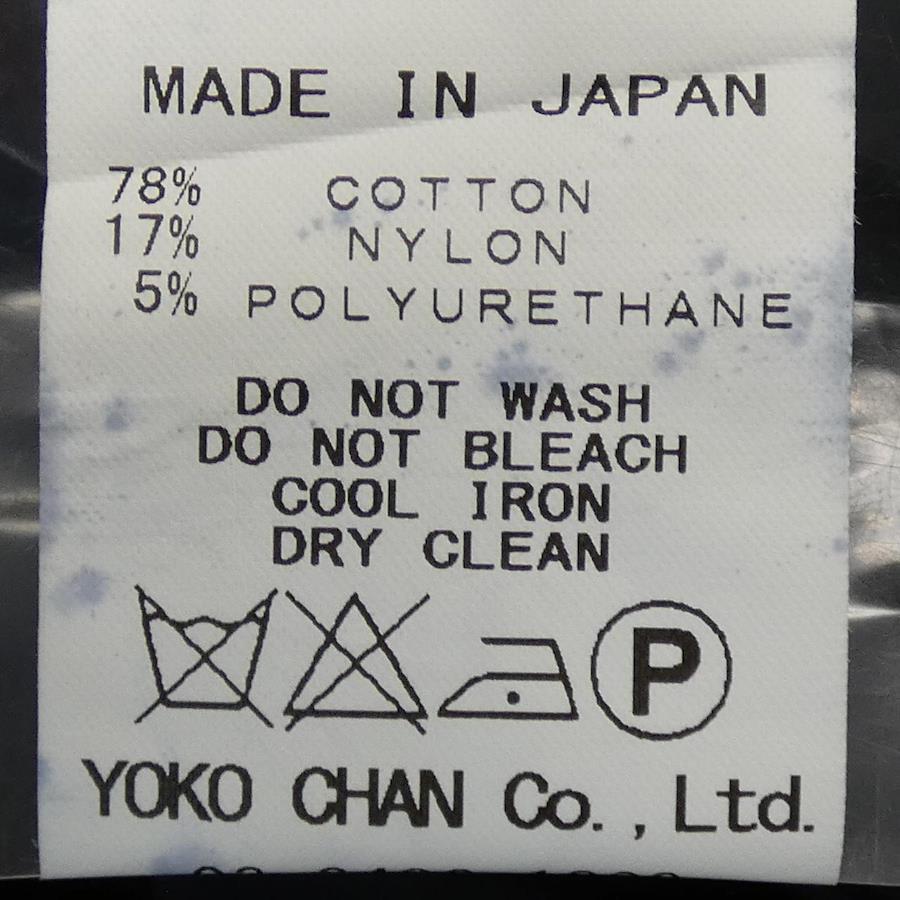 MADE IN JAPAN
78% COTTON
17% NYLON
5% POLYURETHANE
DO NOT WASH
DO NOT BLEACH
COOL IRON
DRY CLEAN
P
YOKO CHAN Co.,Ltd.